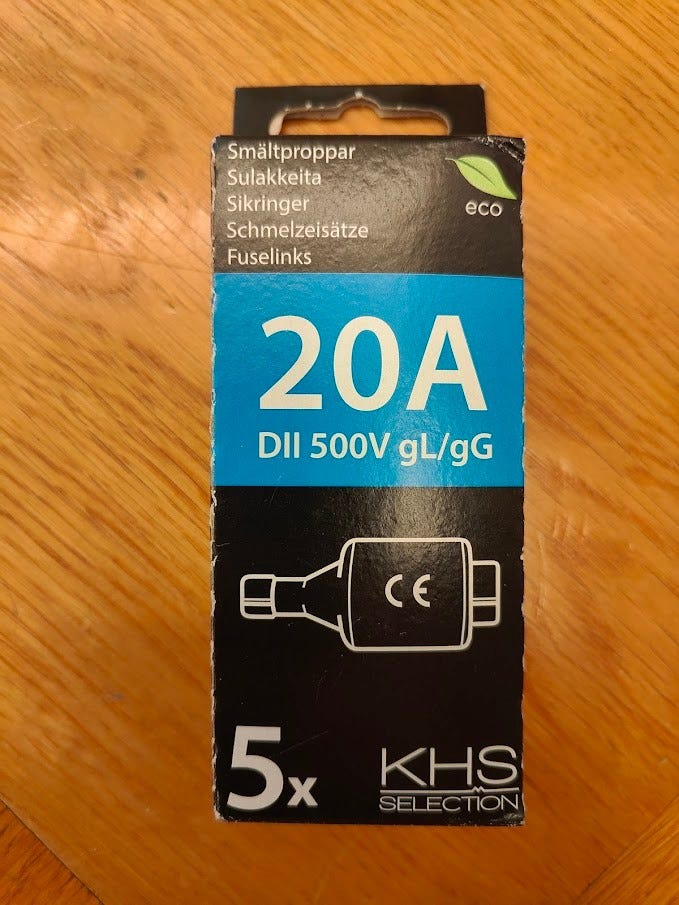 Smältproppar
Sulakkeita
Sikringer
Schmelzeisätze
Fuselinks
eco
20A
DII 500V gL/gG
CE
5x
KHS
SELECTION